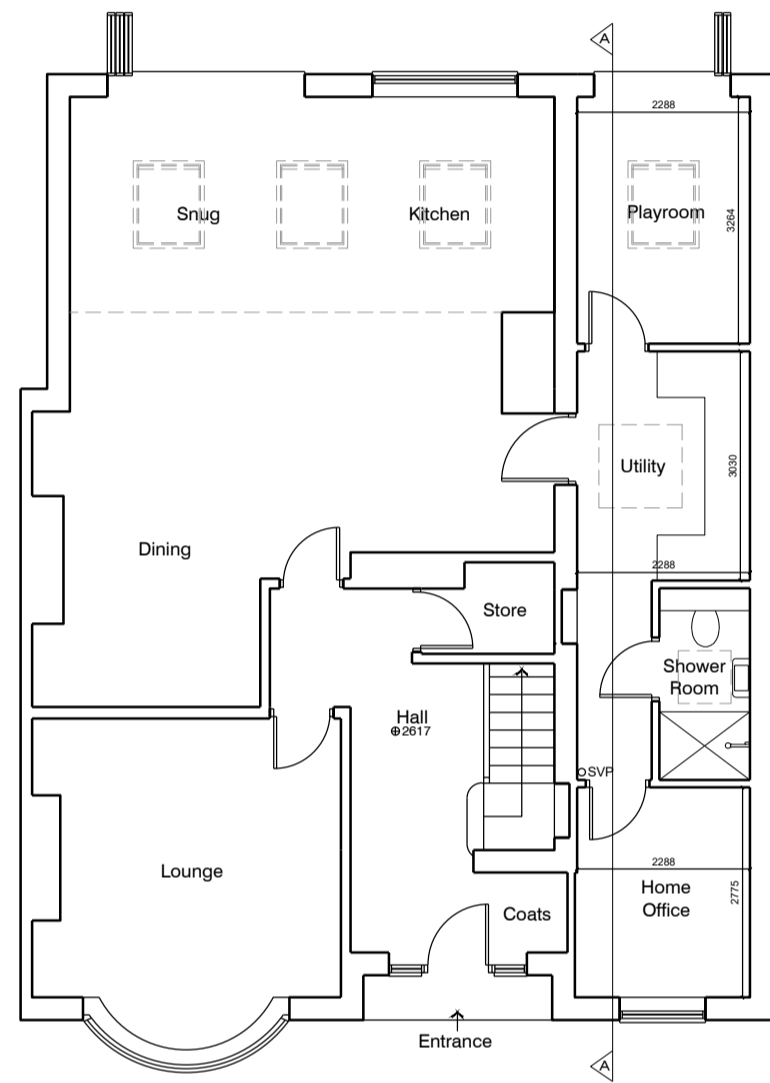 A
2288
Snug
Kitchen
Playroom
3264
Utility
3030
Dining
2288
Store
Shower
Room
Hall
2617
SVP
Lounge
2288
Home
Office
2775
Coats
Entrance
A